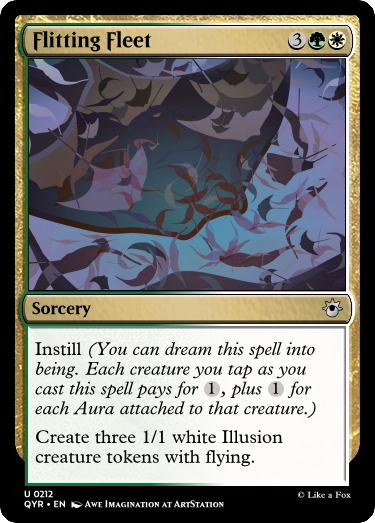 Flitting Fleet 3
Sorcery
Instill (You can dream this spell into
being. Each creature you tap as you
cast this spell pays for 1, plus 1 for
each Aura attached to that creature.)
Create three 1/1 white Illusion
creature tokens with flying.
U 0212
QYR • EN Awe Imagination at ArtStation
© Like a Fox